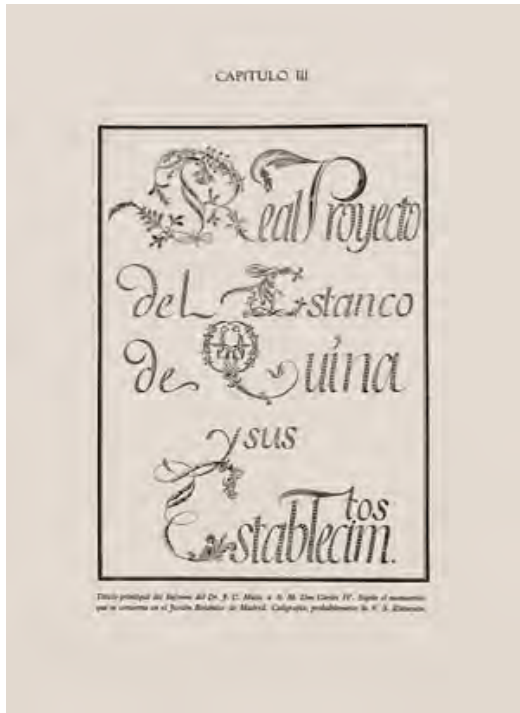 CAPITULO III
Real Proyecto
del Estanco
de Quina
y sus
Establecim.tos
Título principal del Informe del Dr. J. C. Mutis a S. M. Don Carlos IV. Según el manuscrito
que se conserva en el Jardín Botánico de Madrid. Caligrafía, probablemente de